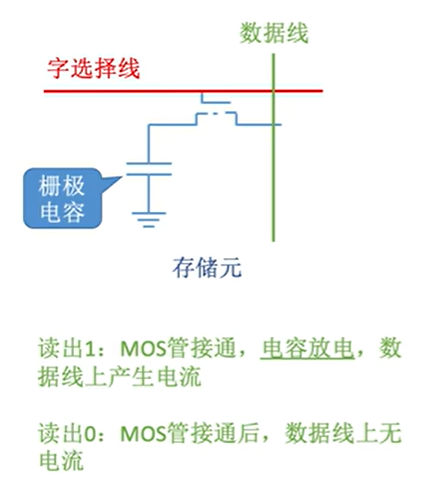 数据线
字选择线
栅极
电容
存储元
读出1：MOS管接通，电容放电，数
据线上产生电流
读出0：MOS管接通后，数据线上无
电流